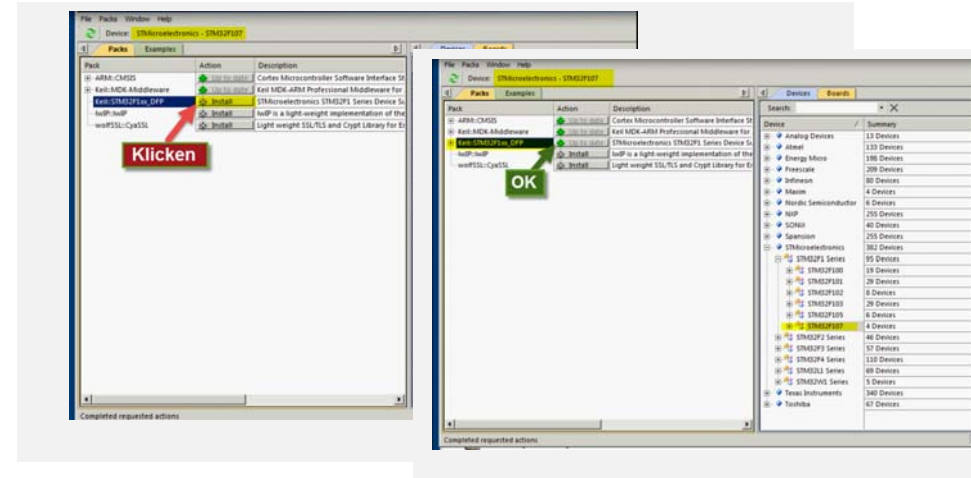 File Packs Window Help
Device: STMicroelectronics - STM32F107
Packs Examples
Pack Action Description
ARM::CMSIS Up to date Cortex Microcontroller Software Interface St
Keil::MDK-Middleware Up to date Keil MDK-ARM Professional Middleware for
Keil::STM32F1xx_DFP Install STMicroelectronics STM32F1 Series Device Su
lwIP::lwIP Install lwIP is a light-weight implementation of the
wolfSSL::CyaSSL Install Light weight SSL/TLS and Crypt Library for Er
Klicken
Completed requested actions
Devices Boards
File Packs Window Help
Device: STMicroelectronics - STM32F107
Packs Examples
Pack Action Description
ARM::CMSIS Up to date Cortex Microcontroller Software Interface St
Keil::MDK-Middleware Up to date Keil MDK-ARM Professional Middleware for
Keil::STM32F1xx_DFP Up to date STMicroelectronics STM32F1 Series Device Su
lwIP::lwIP Install lwIP is a light-weight implementation of the
wolfSSL::CyaSSL Install Light weight SSL/TLS and Crypt Library for Er
OK
Completed requested actions
Devices Boards
Search:
Device / Summary
Analog Devices 13 Devices
Atmel 133 Devices
Energy Micro 198 Devices
Freescale 209 Devices
Infineon 80 Devices
Maxim 4 Devices
Nordic Semiconductor 6 Devices
NXP 255 Devices
SONiX 40 Devices
Spansion 255 Devices
STMicroelectronics 382 Devices
STM32F1 Series 95 Devices
STM32F100 19 Devices
STM32F101 29 Devices
STM32F102 8 Devices
STM32F103 29 Devices
STM32F105 6 Devices
STM32F107 4 Devices
STM32F2 Series 46 Devices
STM32F3 Series 57 Devices
STM32F4 Series 110 Devices
STM32L1 Series 69 Devices
STM32W1 Series 5 Devices
Texas Instruments 340 Devices
Toshiba 67 Devices